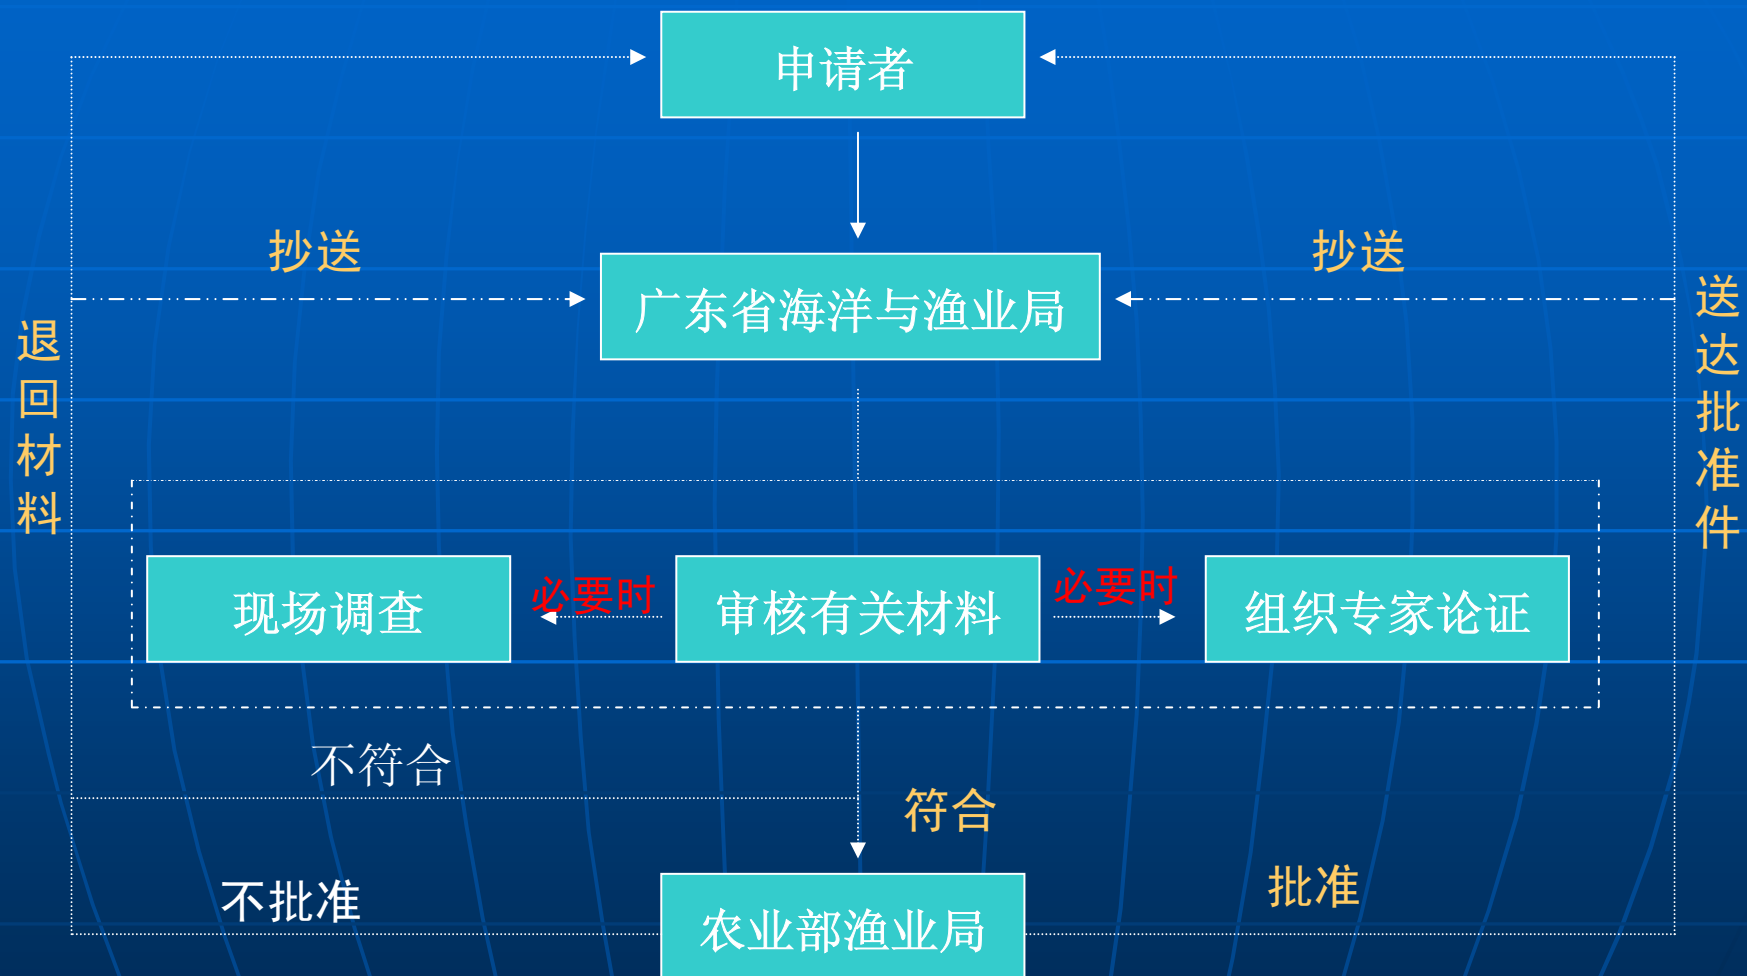 申请者
抄送
抄送
广东省海洋与渔业局
退回材料
送达批准件
现场调查
必要时
审核有关材料
必要时
组织专家论证
不符合
符合
不批准
批准
农业部渔业局